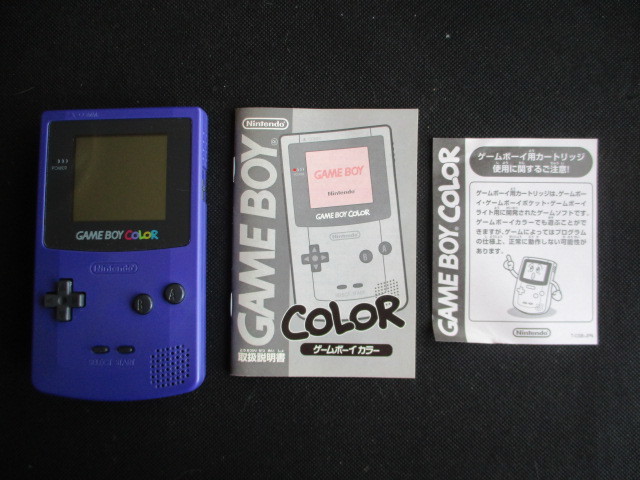 POWER
GAME BOY COLOR
Nintendo
B
A
SELECT START
Nintendo
GAME BOY
GAME BOY
Nintendo
GAME BOY COLOR
B
A
COLOR
ゲームボーイ カラー
取扱説明書
GAME BOY COLOR
ゲームボーイ用カートリッジ
使用に関するご注意!
ゲームボーイ用カートリッジは、ゲームボー
イ・ゲームボーイポケット・ゲームボーイ
ライト用に開発されたゲームソフトです。
ゲームボーイカラーでも遊ぶことがで
きますが、ゲームによってはプログラム
の仕様上、正常に動作しない可能性が
あります。
Nintendo